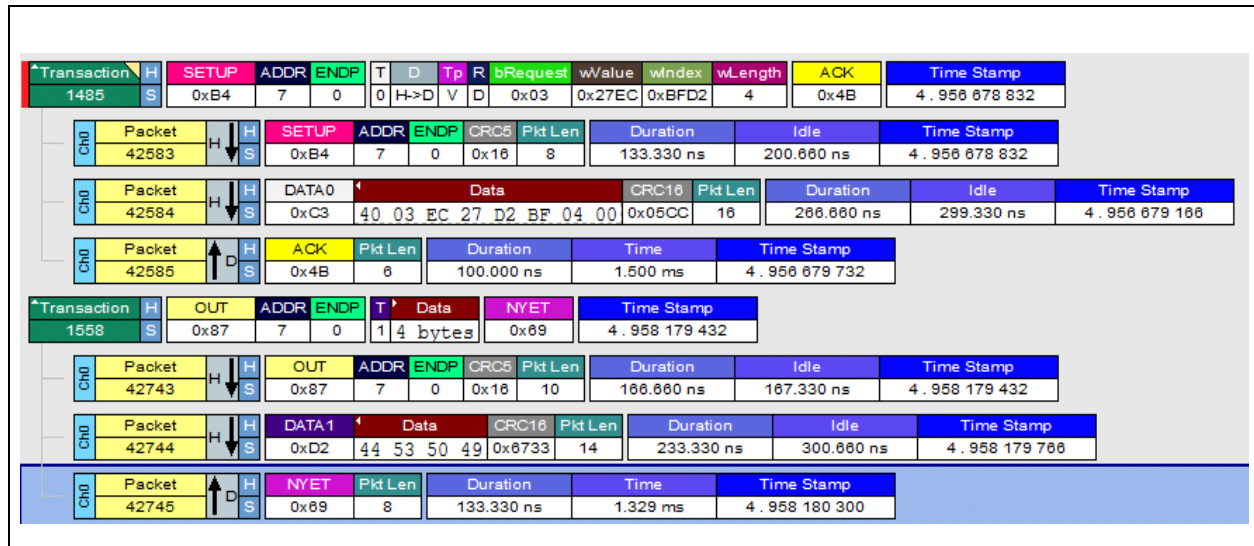 Transaction H SETUP ADDR ENDP T D Tp R bRequest wValue wIndex wLength ACK Time Stamp
1485 S 0xB4 7 0 0 H->D V D 0x03 0x27EC 0xBFD2 4 0x4B 4 . 956 678 832
Ch0 Packet H H SETUP ADDR ENDP CRC5 Pkt Len Duration Idle Time Stamp
42583 S 0xB4 7 0 0x16 8 133.330 ns 200.660 ns 4 . 956 678 832
Ch0 Packet H H DATA0 Data CRC16 Pkt Len Duration Idle Time Stamp
42584 S 0xC3 40 03 EC 27 D2 BF 04 00 0x05CC 16 266.660 ns 299.330 ns 4 . 956 679 166
Ch0 Packet D H ACK Pkt Len Duration Time Time Stamp
42585 S 0x4B 6 100.000 ns 1.500 ms 4 . 956 679 732
Transaction H OUT ADDR ENDP T Data NYET Time Stamp
1558 S 0x87 7 0 1 4 bytes 0x69 4 . 958 179 432
Ch0 Packet H H OUT ADDR ENDP CRC5 Pkt Len Duration Idle Time Stamp
42743 S 0x87 7 0 0x16 10 166.660 ns 167.330 ns 4 . 958 179 432
Ch0 Packet H H DATA1 Data CRC16 Pkt Len Duration Idle Time Stamp
42744 S 0xD2 44 53 50 49 0x6733 14 233.330 ns 300.660 ns 4 . 958 179 766
Ch0 Packet D H NYET Pkt Len Duration Time Time Stamp
42745 S 0x69 8 133.330 ns 1.329 ms 4 . 958 180 300